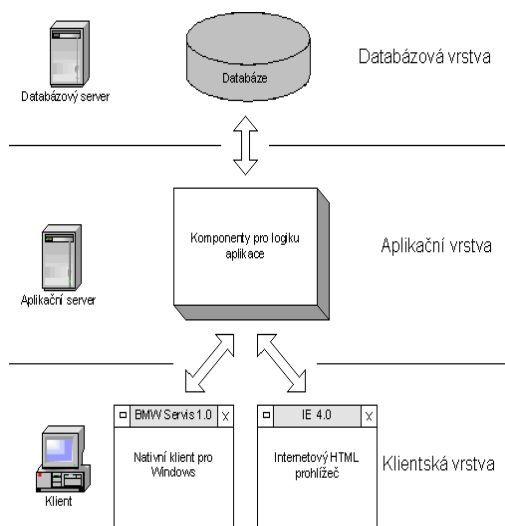 Databázová vrstva
Databáze
Databázový server
Komponenty pro logiku
aplikace
Aplikační vrstva
Aplikační server
BMW Servis 1.0 X
IE 4.0 X
Nativní klient pro
Windows
Internetový HTML
prohlížeč
Klientská vrstva
Klient